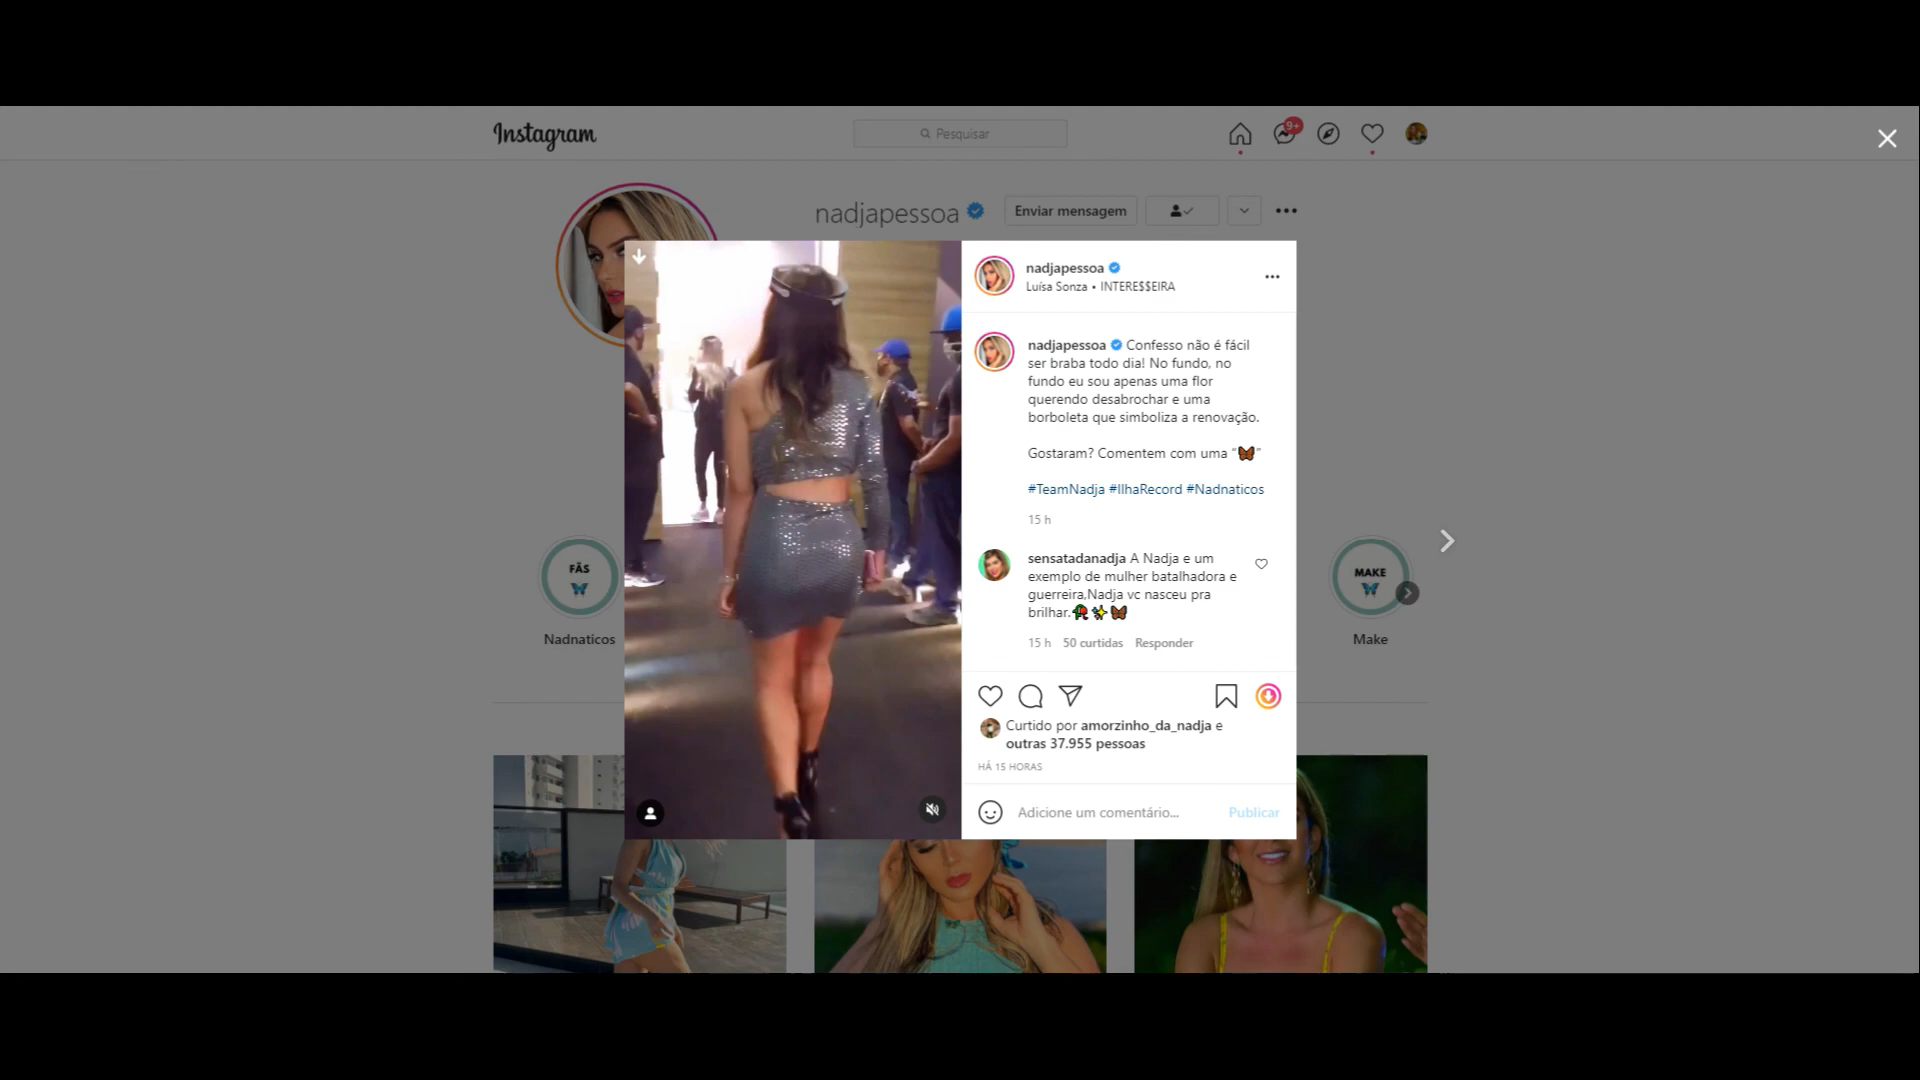 Instagram
Pesquisar
9+
nadjapessoa
Enviar mensagem
nadjapessoa
Luísa Sonza • INTERE$$EIRA
nadjapessoa Confesso não é fácil
ser braba todo dia! No fundo, no
fundo eu sou apenas uma flor
querendo desabrochar e uma
borboleta que simboliza a renovação.
Gostaram? Comentem com uma "🦋"
#TeamNadja #IlhaRecord #Nadnaticos
15 h
sensatadanadja A Nadja e um
exemplo de mulher batalhadora e
guerreira,Nadja vc nasceu pra
brilhar.🥀✨🦋
15 h 50 curtidas Responder
Curtido por amorzinho_da_nadja e
outras 37.955 pessoas
HÁ 15 HORAS
Adicione um comentário... Publicar
FÃS
Nadnaticos
MAKE
Make